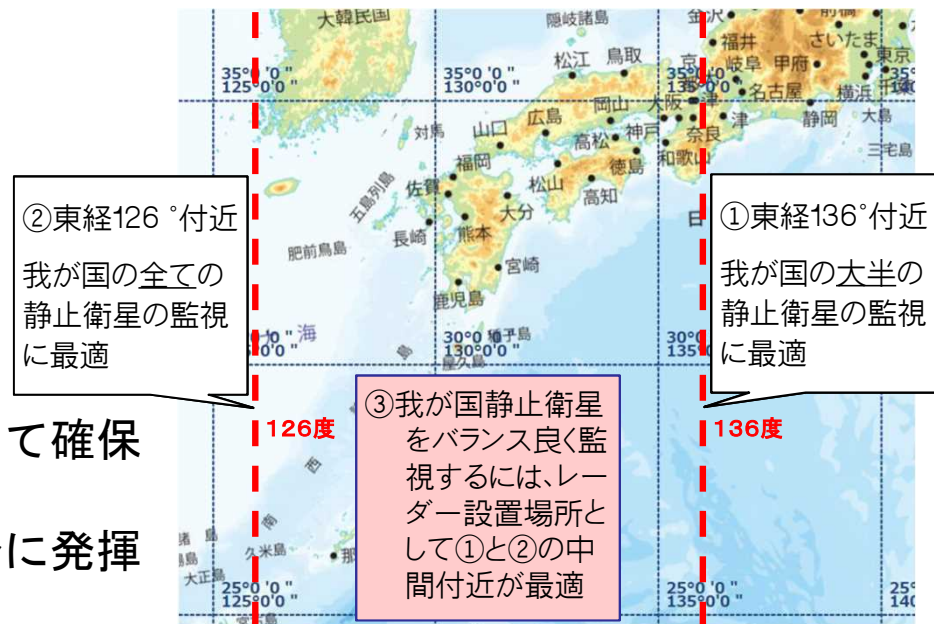 大韓民国
隠岐諸島
金沢
前橋
福井
さいたま
松江
鳥取
京
岐阜
甲府
東京
35°0 '0 "
125°0'0 "
35°0 '0 "
130°0'0 "
35°0 '0 "
135°0'0 "
名古屋
横浜
千葉
140
対馬
山口
広島
岡山
大阪
津
静岡
大島
高松
神戸
奈良
三宅島
福岡
徳島
和歌山
佐賀
松山
高知
五島列島
大分
日
長崎
熊本
肥前鳥島
宮崎
鹿児島
②東経126 °付近
我が国の全ての
静止衛星の監視
に最適
①東経136°付近
我が国の大半の
静止衛星の監視
に最適
海
30°0 '0 "
130°0'0 "
種子島
屋久島
島
③我が国静止衛星
をバランス良く監
視するには、レー
ダー設置場所と
して①と②の中
間付近が最適
126度
136度
て確保
西
南
諸 島
久米島
那
大正島
に発揮
25°0 '0 "
125°0'0 "
25°0 '0 "
135°0'0 "